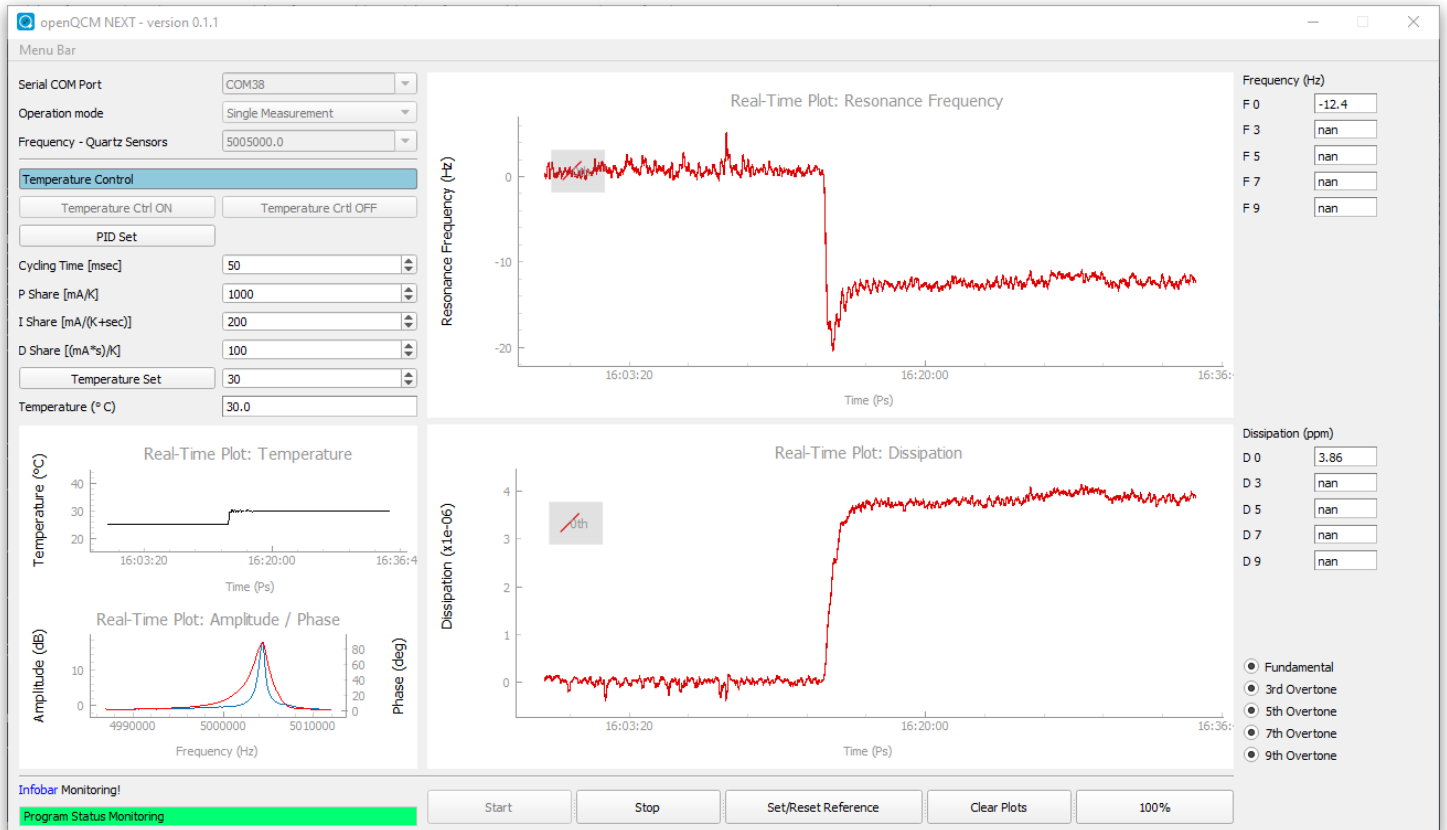 openQCM NEXT - version 0.1.1
Menu Bar
Serial COM Port COM38
Operation mode Single Measurement
Frequency - Quartz Sensors 5005000.0
Temperature Control
Temperature Ctrl ON Temperature Crtl OFF
PID Set
Cycling Time [msec] 50
P Share [mA/K] 1000
I Share [mA/(K+sec)] 200
D Share [(mA*s)/K] 100
Temperature Set 30
Temperature (° C) 30.0
Real-Time Plot: Temperature
Temperature (°C)
40
30
20
16:03:20 16:20:00 16:36:4
Time (Ps)
Real-Time Plot: Amplitude / Phase
Amplitude (dB)
10
0
80
60
40
20
0
Phase (deg)
4990000 5000000 5010000
Frequency (Hz)
Real-Time Plot: Resonance Frequency
Resonance Frequency (Hz)
0
-10
-20
16:03:20 16:20:00 16:36:
Time (Ps)
Real-Time Plot: Dissipation
Dissipation (x1e-06)
0th
4
3
2
1
0
16:03:20 16:20:00 16:36:
Time (Ps)
Frequency (Hz)
F 0 -12.4
F 3 nan
F 5 nan
F 7 nan
F 9 nan
Dissipation (ppm)
D 0 3.86
D 3 nan
D 5 nan
D 7 nan
D 9 nan
Fundamental
3rd Overtone
5th Overtone
7th Overtone
9th Overtone
Infobar Monitoring!
Program Status Monitoring
Start Stop Set/Reset Reference Clear Plots 100%